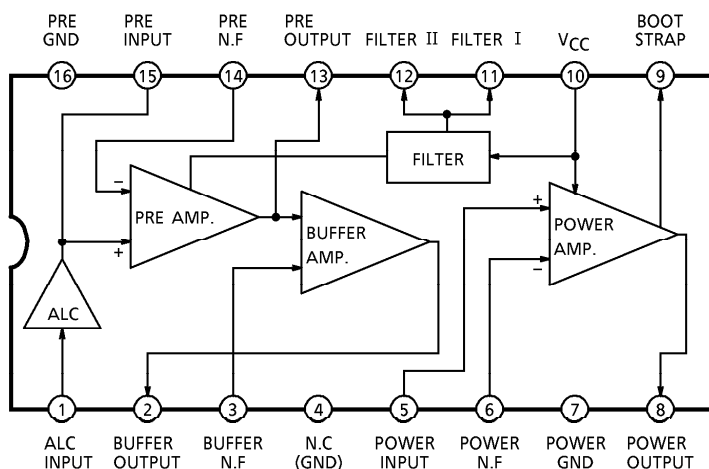 PRE PRE PRE PRE BOOT
GND INPUT N.F OUTPUT FILTER II FILTER I VCC STRAP
16 15 14 13 12 11 10 9
FILTER
−
+
PRE AMP.
BUFFER
AMP.
+
−
POWER
AMP.
ALC
1 2 3 4 5 6 7 8
ALC BUFFER BUFFER N.C POWER POWER POWER POWER
INPUT OUTPUT N.F (GND) INPUT N.F GND OUTPUT